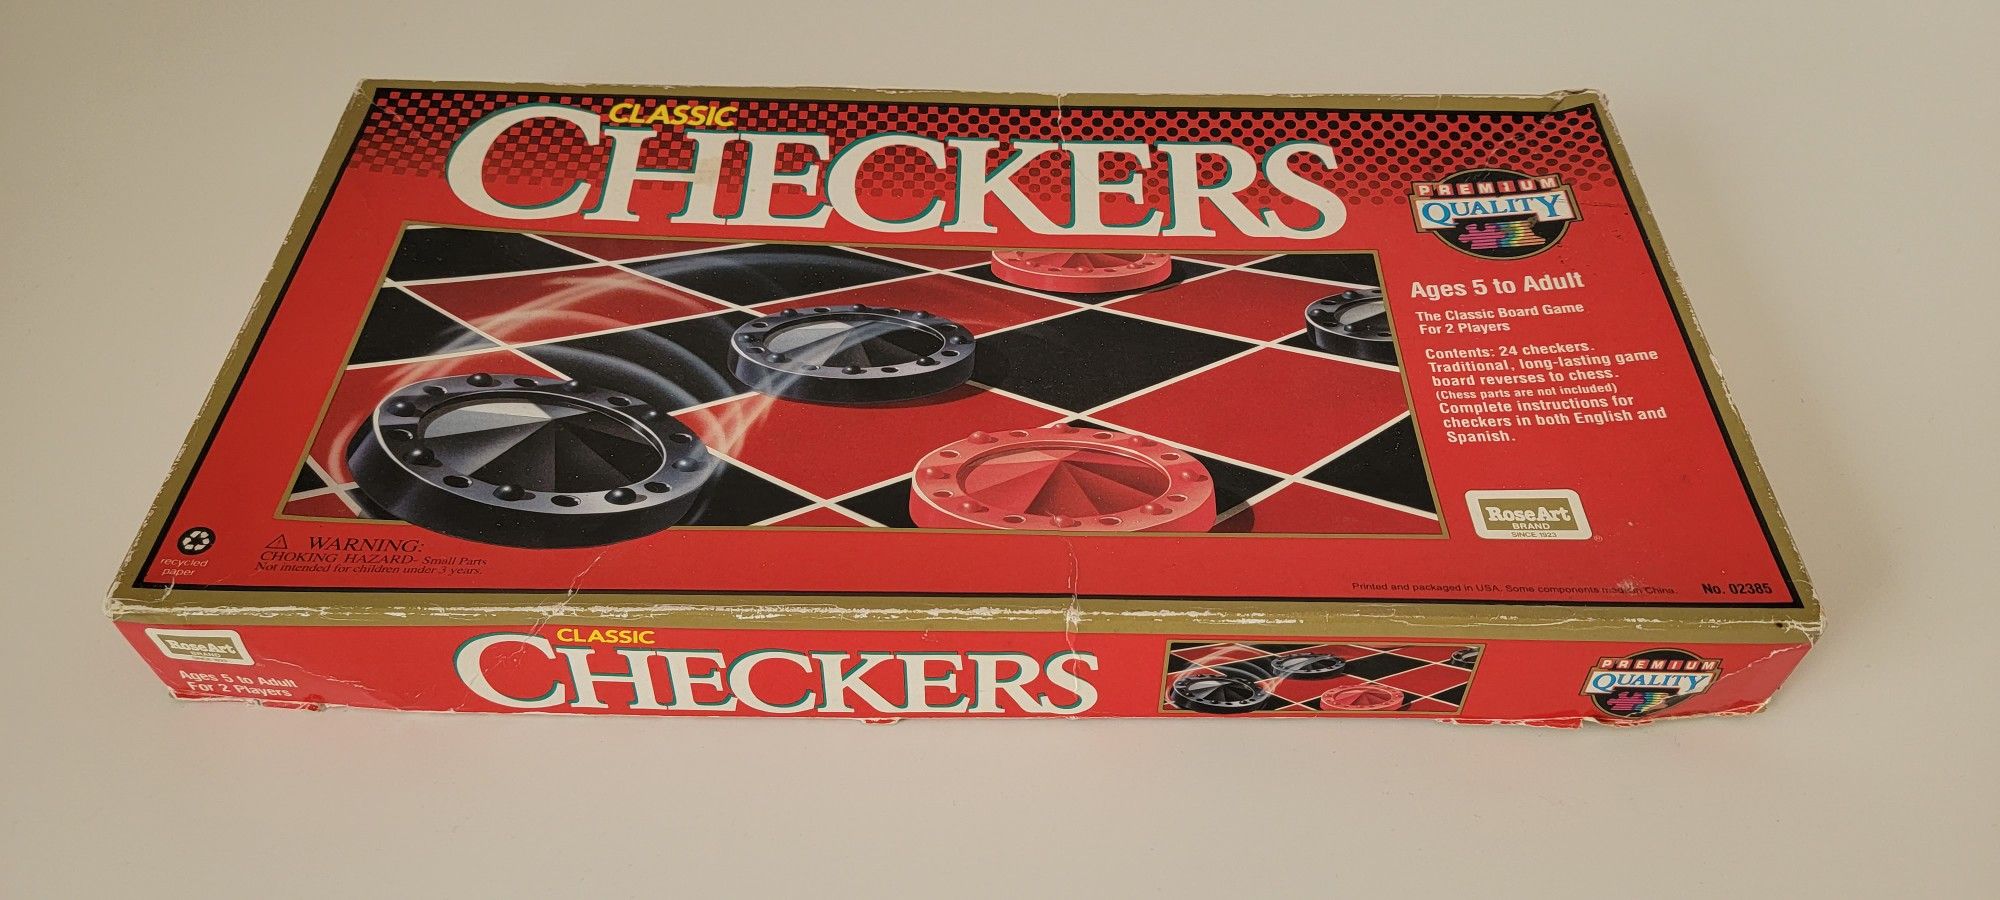 CLASSIC
CHECKERS
PREMIUM
QUALITY
Ages 5 to Adult
The Classic Board Game
For 2 Players
Contents: 24 checkers.
Traditional, long-lasting game
board reverses to chess.
(Chess parts are not included)
Complete instructions for
checkers in both English and
Spanish.
RoseArt
BRAND
SINCE 1923
®
recycled
paper
⚠ WARNING:
CHOKING HAZARD- Small Parts
Not intended for children under 3 years.
Printed and packaged in USA. Some components made in China.
No. 02385
RoseArt
BRAND
SINCE 1923
Ages 5 to Adult
For 2 Players
CLASSIC
CHECKERS
PREMIUM
QUALITY